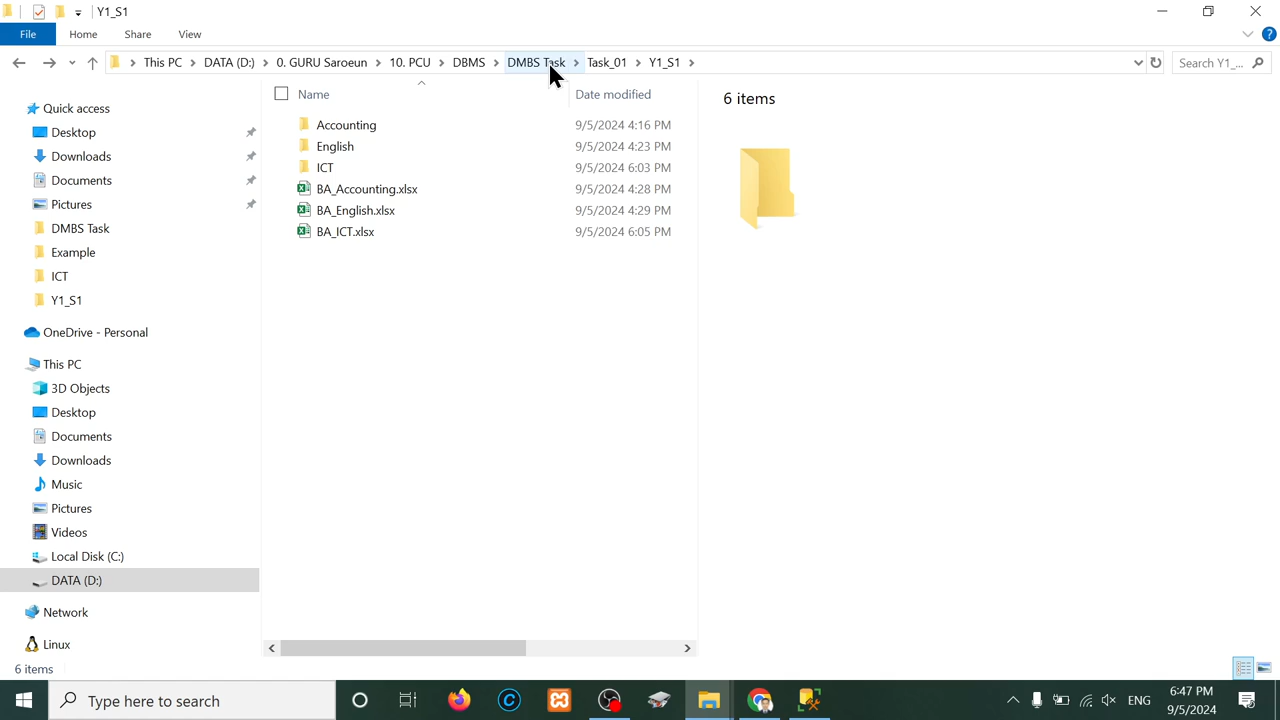 Y1_S1
File Home Share View
This PC DATA (D:) 0. GURU Saroeun 10. PCU DBMS DMBS Task Task_01 Y1_S1
Search Y1_...
Name Date modified
Accounting 9/5/2024 4:16 PM
English 9/5/2024 4:23 PM
ICT 9/5/2024 6:03 PM
BA_Accounting.xlsx 9/5/2024 4:28 PM
BA_English.xlsx 9/5/2024 4:29 PM
BA_ICT.xlsx 9/5/2024 6:05 PM
6 items
Quick access
Desktop
Downloads
Documents
Pictures
DMBS Task
Example
ICT
Y1_S1
OneDrive - Personal
This PC
3D Objects
Desktop
Documents
Downloads
Music
Pictures
Videos
Local Disk (C:)
DATA (D:)
Network
Linux
6 items
Type here to search
ENG
6:47 PM
9/5/2024